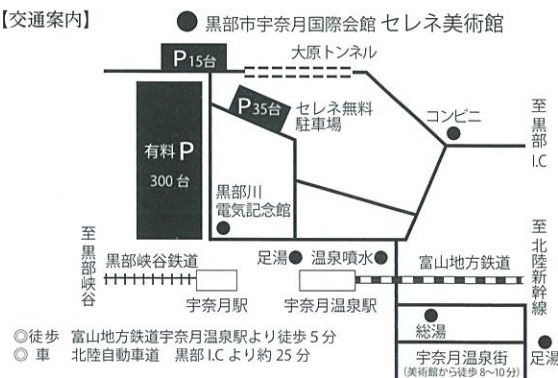 【交通案内】
黒部市宇奈月国際会館 セレネ美術館
P15台
大原トンネル
P35台
セレネ無料
駐車場
コンビニ
至黒部I.C
有料P
300台
黒部川
電気記念館
至黒部峡谷
黒部峡谷鉄道
足湯
温泉噴水
富山地方鉄道
至北陸新幹線
宇奈月駅
宇奈月温泉駅
総湯
足湯
宇奈月温泉街
(美術館から徒歩8〜10分)
◎徒歩 富山地方鉄道宇奈月温泉駅より徒歩5分
◎車 北陸自動車道 黒部I.Cより約25分